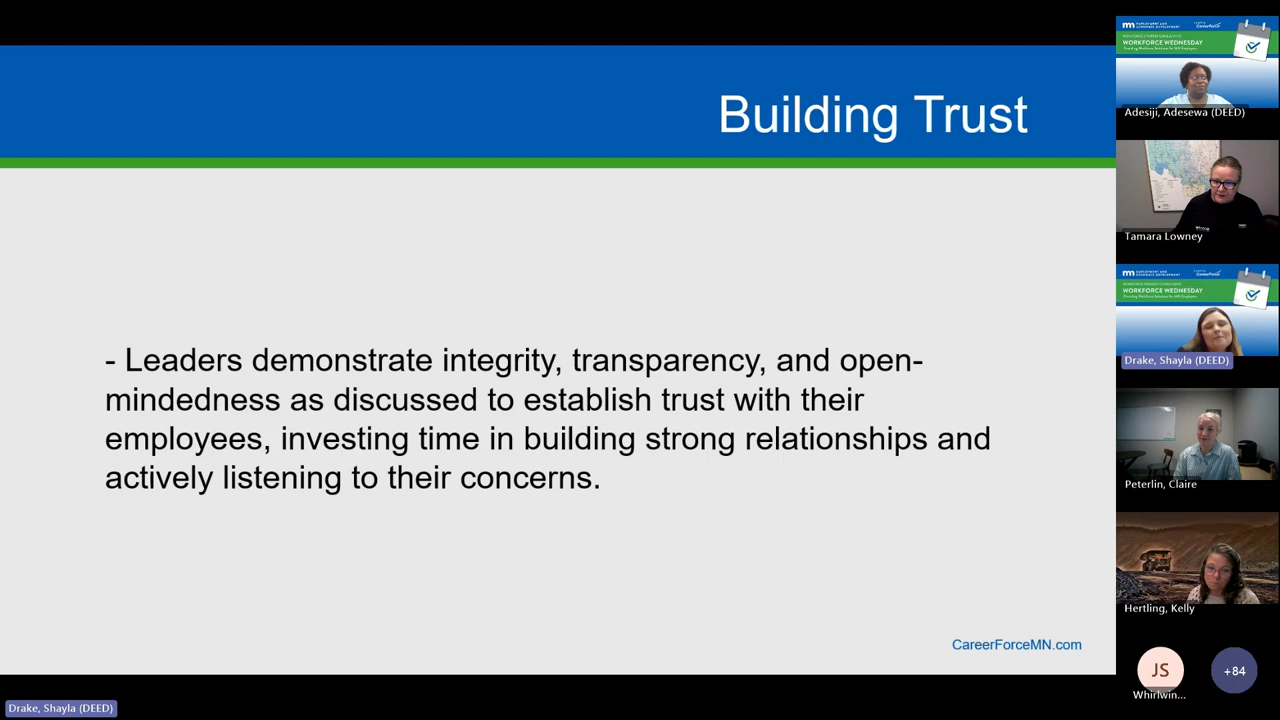 Building Trust
- Leaders demonstrate integrity, transparency, and open-
mindedness as discussed to establish trust with their
employees, investing time in building strong relationships and
actively listening to their concerns.
CareerForceMN.com
Drake, Shayla (DEED)
WORKFORCE WEDNESDAY
Adesiji, Adesewa (DEED)
Tamara Lowney
WORKFORCE WEDNESDAY
Drake, Shayla (DEED)
Peterlin, Claire
Hertling, Kelly
JS
+84
Whirlwin...